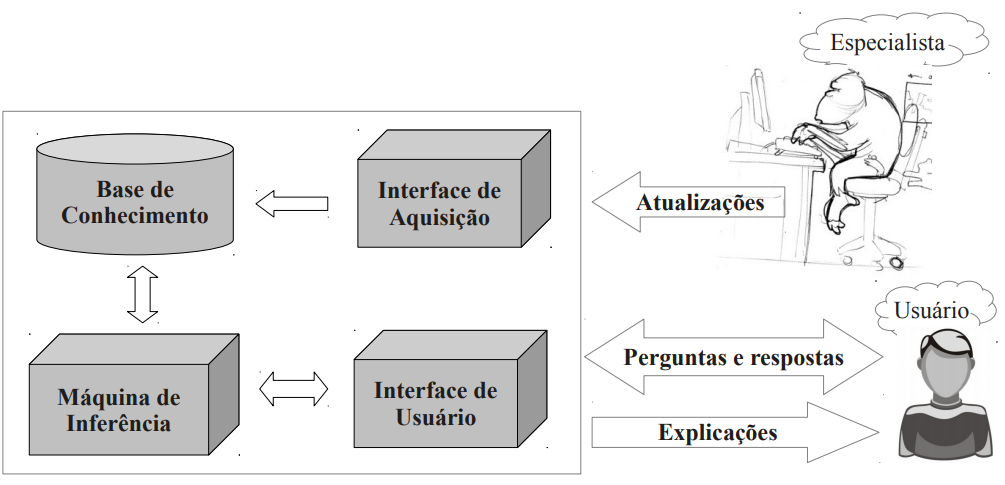 Especialista
Base de
Conhecimento
Interface de
Aquisição
Atualizações
Usuário
Perguntas e respostas
Máquina de
Inferência
Interface de
Usuário
Explicações